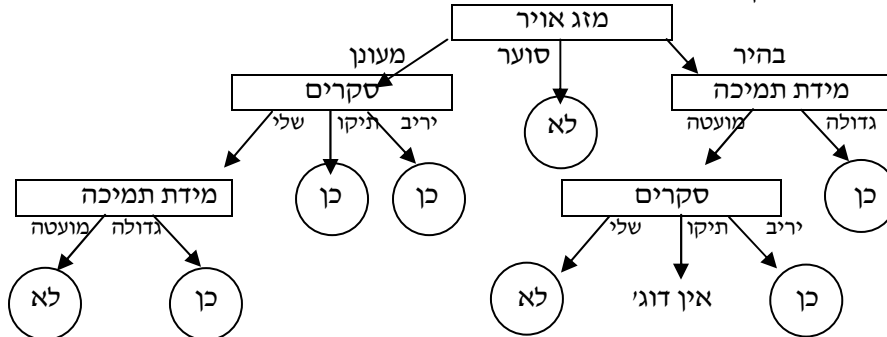 מזג אויר
בהיר סוער מעונן
מידת תמיכה סקרים
גדולה מועטה לא יריב תיקו שלי
כן סקרים כן כן מידת תמיכה
יריב תיקו שלי גדולה מועטה
כן אין דוג' לא כן לא